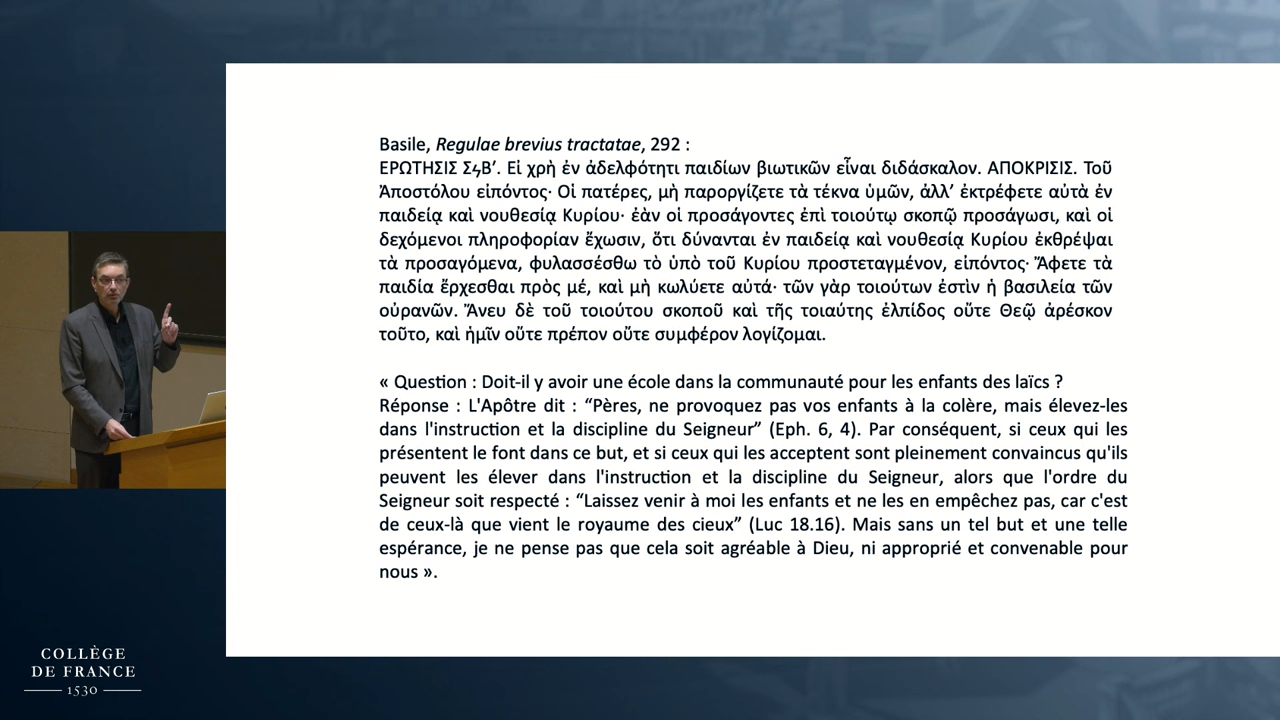 Basile, Regulae brevius tractatae, 292 :
ΕΡΩΤΗΣΙΣ ΣϟΒʹ. Εἰ χρὴ ἐν ἀδελφότητι παιδίων βιωτικῶν εἶναι διδάσκαλον. ΑΠΟΚΡΙΣΙΣ. Τοῦ
Ἀποστόλου εἰπόντος· Οἱ πατέρες, μὴ παροργίζετε τὰ τέκνα ὑμῶν, ἀλλ’ ἐκτρέφετε αὐτὰ ἐν
παιδείᾳ καὶ νουθεσίᾳ Κυρίου· ἐὰν οἱ προσάγοντες ἐπὶ τοιούτῳ σκοπῷ προσάγωσι, καὶ οἱ
δεχόμενοι πληροφορίαν ἔχωσιν, ὅτι δύνανται ἐν παιδείᾳ καὶ νουθεσίᾳ Κυρίου ἐκθρέψαι
τὰ προσαγόμενα, φυλασσέσθω τὸ ὑπὸ τοῦ Κυρίου προστεταγμένον, εἰπόντος· Ἄφετε τὰ
παιδία ἔρχεσθαι πρὸς μέ, καὶ μὴ κωλύετε αὐτά· τῶν γὰρ τοιούτων ἐστὶν ἡ βασιλεία τῶν
οὐρανῶν. Ἄνευ δὲ τοῦ τοιούτου σκοποῦ καὶ τῆς τοιαύτης ἐλπίδος οὔτε Θεῷ ἀρέσκον
τοῦτο, καὶ ἡμῖν οὔτε πρέπον οὔτε συμφέρον λογίζομαι.
« Question : Doit-il y avoir une école dans la communauté pour les enfants des laïcs ?
Réponse : L'Apôtre dit : “Pères, ne provoquez pas vos enfants à la colère, mais élevez-les
dans l'instruction et la discipline du Seigneur” (Eph. 6, 4). Par conséquent, si ceux qui les
présentent le font dans ce but, et si ceux qui les acceptent sont pleinement convaincus qu'ils
peuvent les élever dans l'instruction et la discipline du Seigneur, alors que l'ordre du
Seigneur soit respecté : “Laissez venir à moi les enfants et ne les en empêchez pas, car c'est
de ceux-là que vient le royaume des cieux” (Luc 18.16). Mais sans un tel but et une telle
espérance, je ne pense pas que cela soit agréable à Dieu, ni approprié et convenable pour
nous ».
COLLÈGE
DE FRANCE
1530